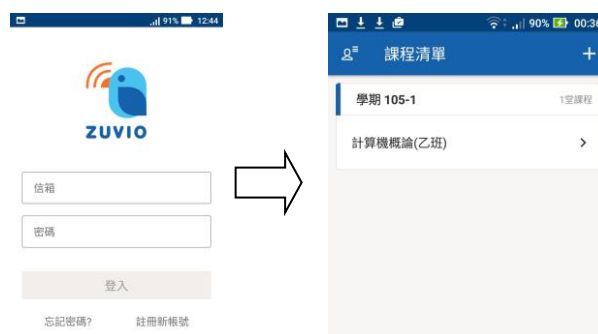 91% 12:44
ZUVIO
信箱
密碼
登入
忘記密碼? 註冊新帳號
90% 00:36
課程清單
學期 105-1 1堂課程
計算機概論(乙班)